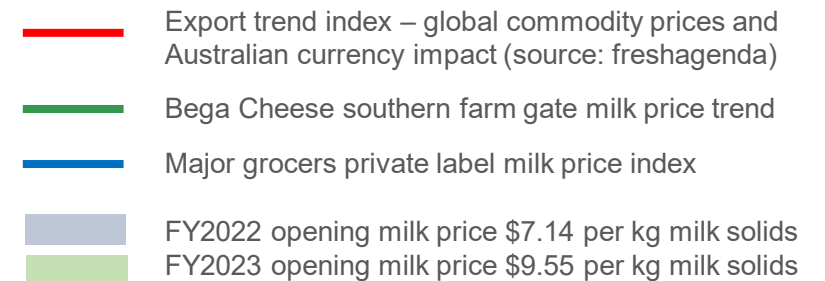 Export trend index – global commodity prices and
Australian currency impact (source: freshagenda)
Bega Cheese southern farm gate milk price trend
Major grocers private label milk price index
FY2022 opening milk price $7.14 per kg milk solids
FY2023 opening milk price $9.55 per kg milk solids